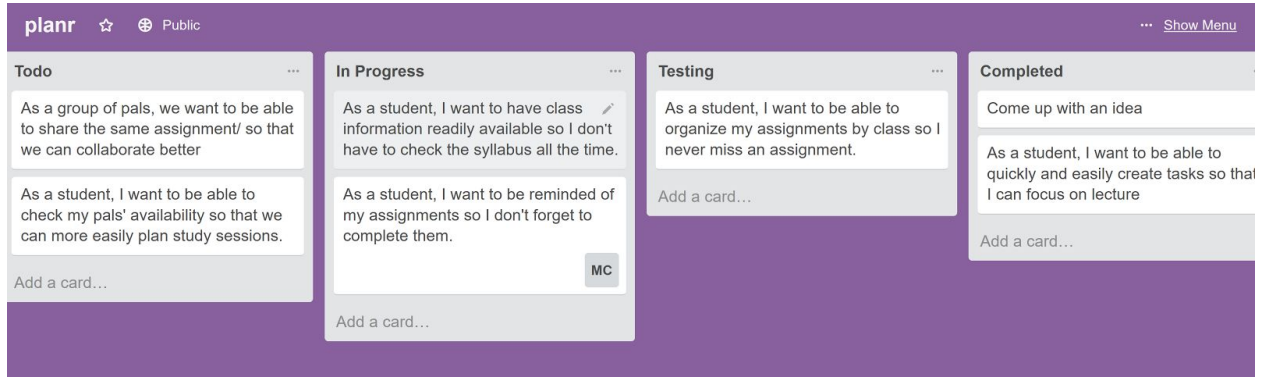 planr Public ... Show Menu
Todo ...
As a group of pals, we want to be able
to share the same assignment/ so that
we can collaborate better
As a student, I want to be able to
check my pals' availability so that we
can more easily plan study sessions.
Add a card...
In Progress ...
As a student, I want to have class
information readily available so I don't
have to check the syllabus all the time.
As a student, I want to be reminded of
my assignments so I don't forget to
complete them.
MC
Add a card...
Testing ...
As a student, I want to be able to
organize my assignments by class so I
never miss an assignment.
Add a card...
Completed
Come up with an idea
As a student, I want to be able to
quickly and easily create tasks so that
I can focus on lecture
Add a card...